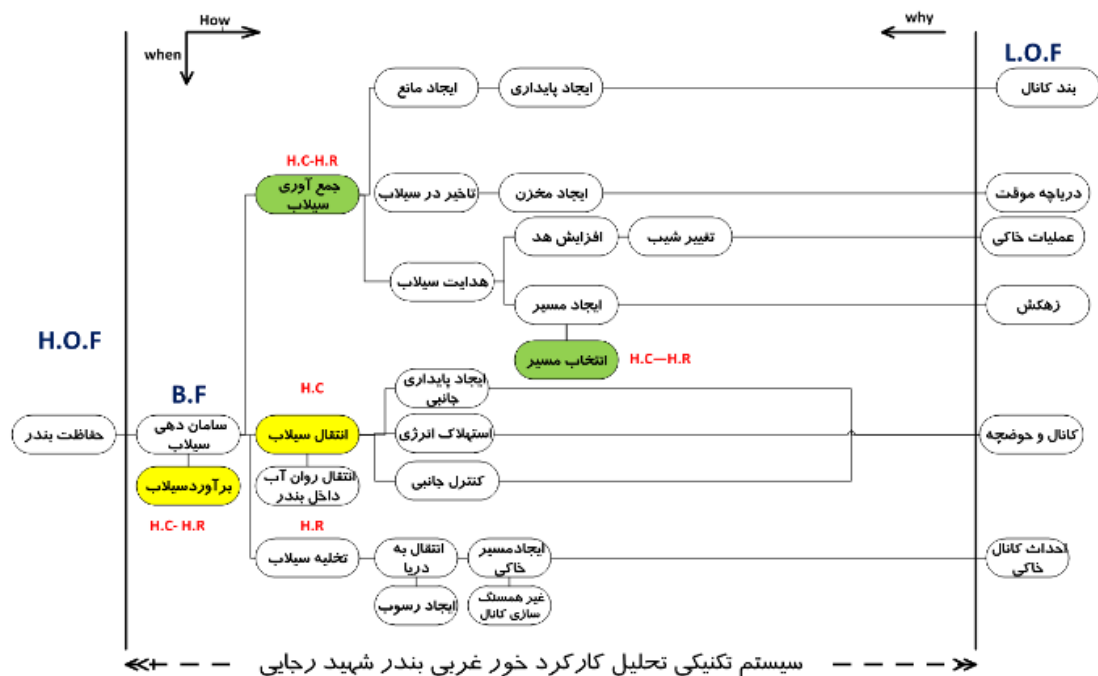 How
why
when
L.O.F
ایجاد مانع
ایجاد پایداری
بند کانال
H.C-H.R
جمع آوری
سیلاب
تاخیر در سیلاب
ایجاد مخزن
دریاچه موقت
افزایش هد
تغییر شیب
عملیات خاکی
هدایت سیلاب
ایجاد مسیر
زهکش
H.O.F
انتخاب مسیر
H.C—H.R
B.F
H.C
ایجاد پایداری
جانبی
حفاظت بندر
سامان دهی
سیلاب
انتقال سیلاب
استهلاک انرژی
کانال و حوضچه
برآوردسیلاب
انتقال روان آب
داخل بندر
کنترل جانبی
H.C- H.R
H.R
تخلیه سیلاب
انتقال به
دریا
ایجادمسیر
خاکی
احداث کانال
خاکی
ایجاد رسوب
غیر همسنگ
سازی کانال
سیستم تکنیکی تحلیل کارکرد خور غربی بندر شهید رجایی